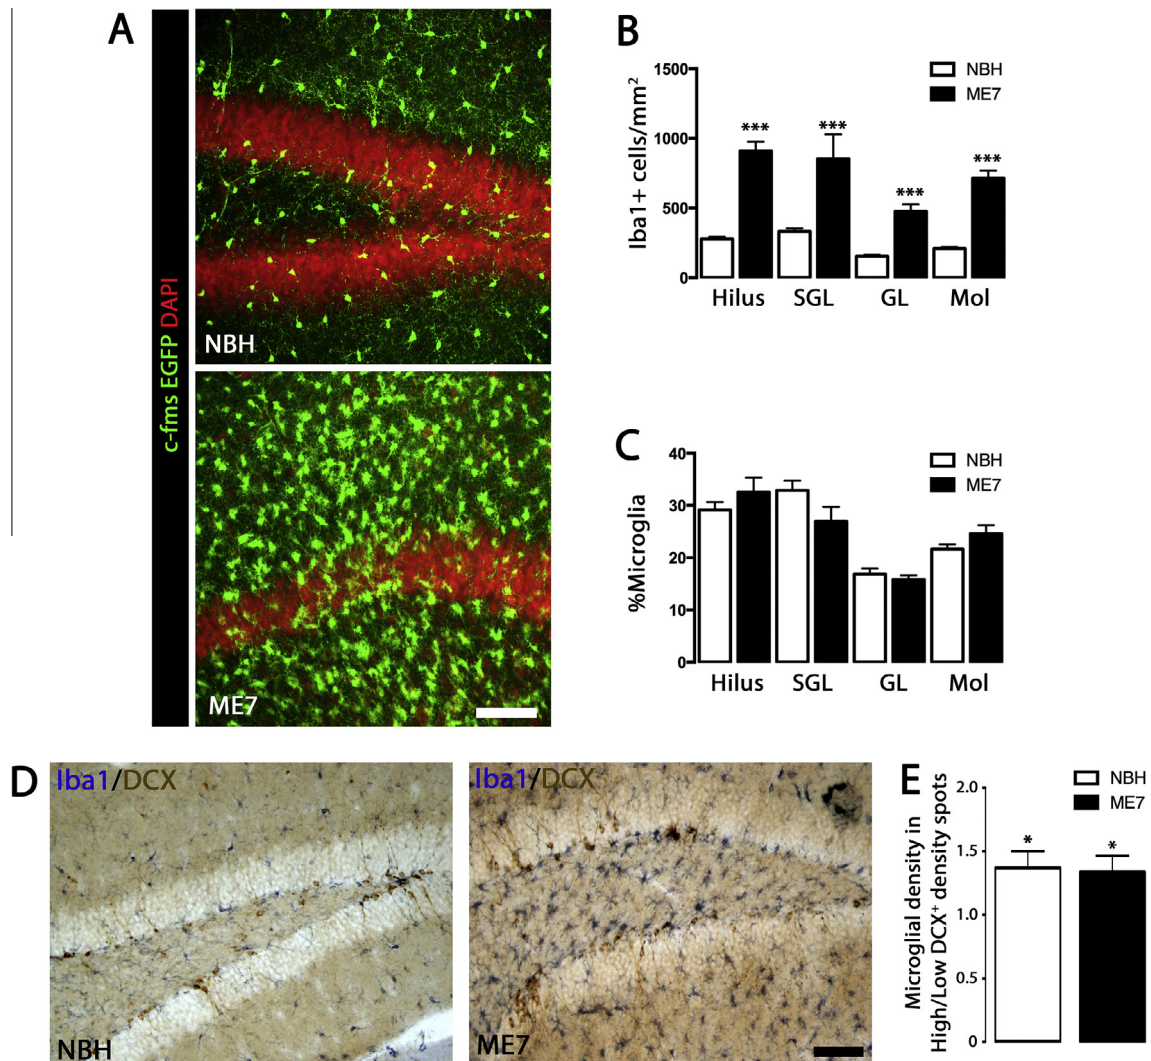 A
c-fms EGFP DAPI
NBH
ME7
B
Iba1+ cells/mm²
1500
1000
500
0
NBH
ME7
***
***
***
***
Hilus SGL GL Mol
C
%Microglia
40
30
20
10
0
NBH
ME7
Hilus SGL GL Mol
D
Iba1/DCX
NBH
Iba1/DCX
ME7
E
Microglial density in
High/Low DCX⁺ density spots
2.0
1.5
1.0
0.5
0
NBH
ME7
*
*